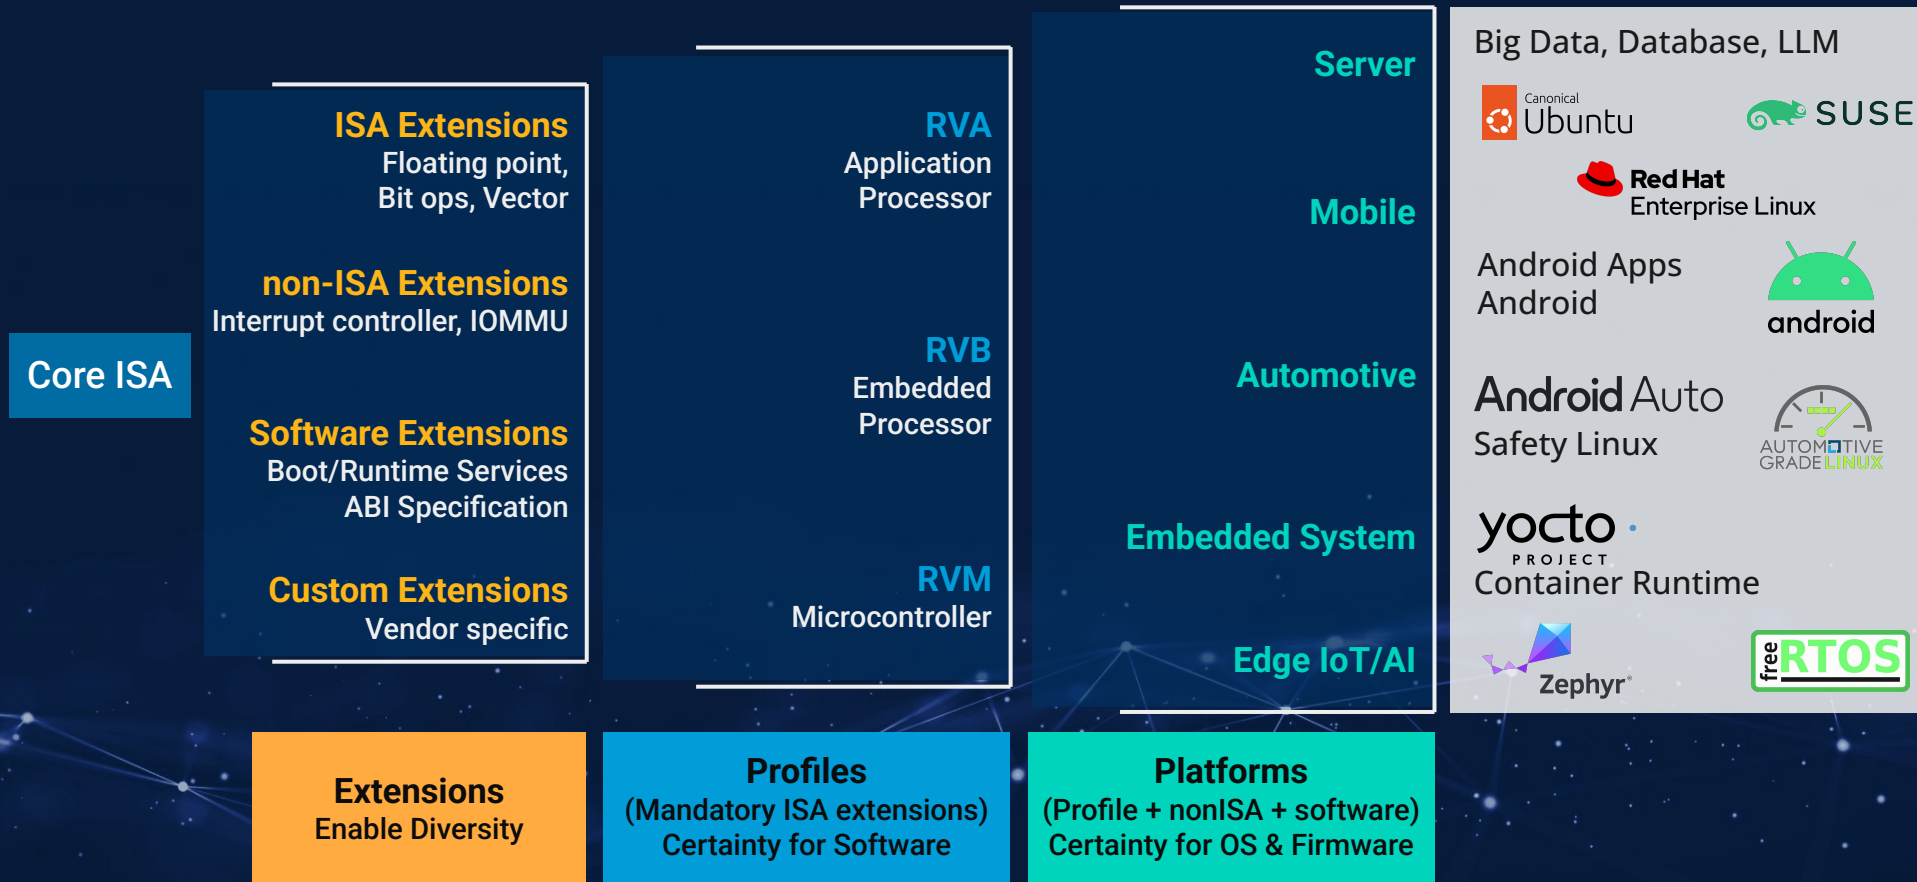 Core ISA
ISA Extensions
Floating point,
Bit ops, Vector
non-ISA Extensions
Interrupt controller, IOMMU
Software Extensions
Boot/Runtime Services
ABI Specification
Custom Extensions
Vendor specific
Extensions
Enable Diversity
RVA
Application
Processor
RVB
Embedded
Processor
RVM
Microcontroller
Profiles
(Mandatory ISA extensions)
Certainty for Software
Server
Mobile
Automotive
Embedded System
Edge IoT/AI
Platforms
(Profile + nonISA + software)
Certainty for OS & Firmware
Big Data, Database, LLM
Canonical
Ubuntu
SUSE
Red Hat
Enterprise Linux
Android Apps
Android
android
Android Auto
Safety Linux
AUTOMOTIVE
GRADE LINUX
yocto
PROJECT
Container Runtime
Zephyr
free RTOS